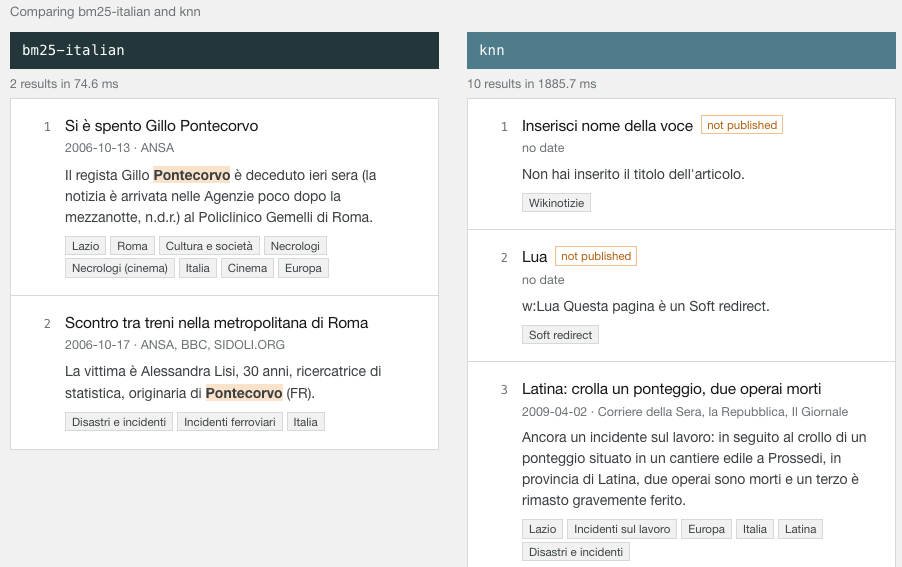 Comparing bm25-italian and knn
bm25-italian
2 results in 74.6 ms
1 Si è spento Gillo Pontecorvo
2006-10-13 · ANSA
Il regista Gillo Pontecorvo è deceduto ieri sera (la
notizia è arrivata nelle Agenzie poco dopo la
mezzanotte, n.d.r.) al Policlinico Gemelli di Roma.
Lazio Roma Cultura e società Necrologi
Necrologi (cinema) Italia Cinema Europa
2 Scontro tra treni nella metropolitana di Roma
2006-10-17 · ANSA, BBC, SIDOLI.ORG
La vittima è Alessandra Lisi, 30 anni, ricercatrice di
statistica, originaria di Pontecorvo (FR).
Disastri e incidenti Incidenti ferroviari Italia
knn
10 results in 1885.7 ms
1 Inserisci nome della voce not published
no date
Non hai inserito il titolo dell'articolo.
Wikinotizie
2 Lua not published
no date
w:Lua Questa pagina è un Soft redirect.
Soft redirect
3 Latina: crolla un ponteggio, due operai morti
2009-04-02 · Corriere della Sera, la Repubblica, Il Giornale
Ancora un incidente sul lavoro: in seguito al crollo di un
ponteggio situato in un cantiere edile a Prossedi, in
provincia di Latina, due operai sono morti e un terzo è
rimasto gravemente ferito.
Lazio Incidenti sul lavoro Europa Italia Latina
Disastri e incidenti